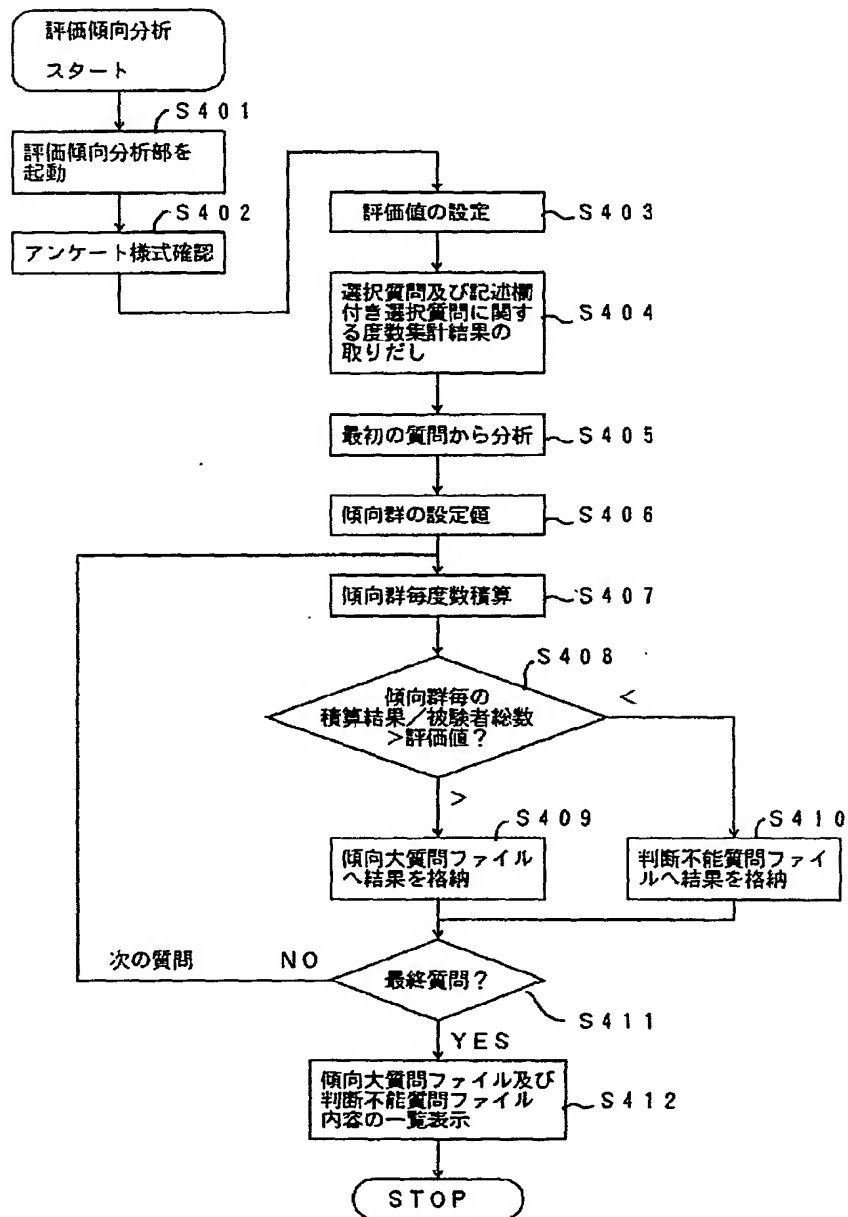 評価傾向分析
スタート
S401
評価傾向分析部を
起動
S402
アンケート様式確認
評価値の設定
S403
選択質問及び記述欄
付き選択質問に関す
る度数集計結果の
取りだし
S404
最初の質問から分析
S405
傾向群の設定値
S406
傾向群毎度数積算
S407
S408
傾向群毎の
積算結果/被験者総数
>評価値?
<
>
S409
傾向大質問ファイル
へ結果を格納
S410
判断不能質問ファイ
ルへ結果を格納
次の質問 NO
最終質問?
S411
YES
傾向大質問ファイル及び
判断不能質問ファイル
内容の一覧表示
S412
STOP